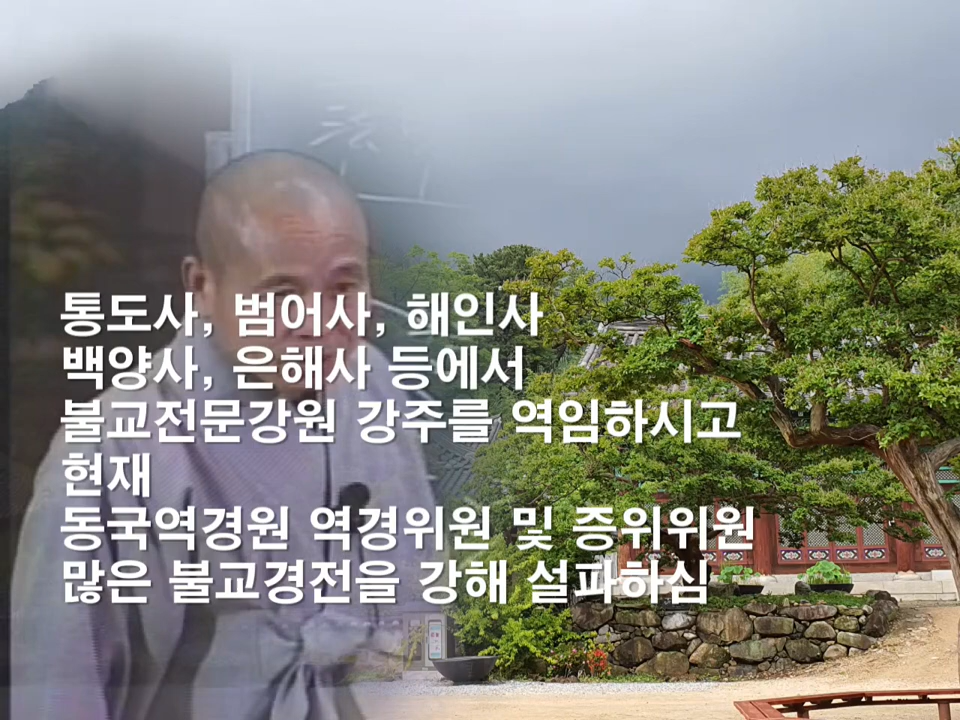 통도사, 범어사, 해인사
백양사, 은해사 등에서
불교전문강원 강주를 역임하시고
현재
동국역경원 역경위원 및 증위위원
많은 불교경전을 강해 설파하심